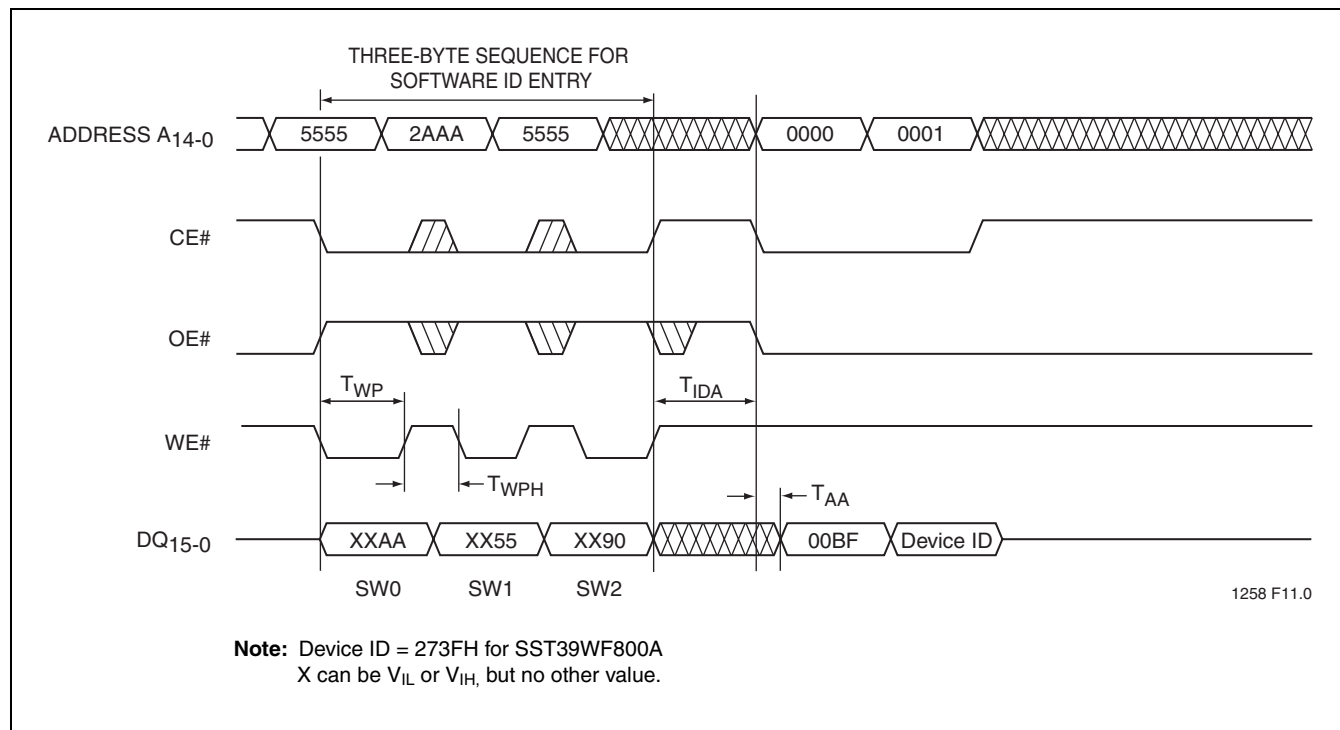 THREE-BYTE SEQUENCE FOR
SOFTWARE ID ENTRY
ADDRESS A14-0
5555 2AAA 5555 0000 0001
CE#
OE#
TWP TIDA
WE#
TWPH TAA
DQ15-0
XXAA XX55 XX90 00BF Device ID
SW0 SW1 SW2
1258 F11.0
Note: Device ID = 273FH for SST39WF800A
X can be VIL or VIH, but no other value.